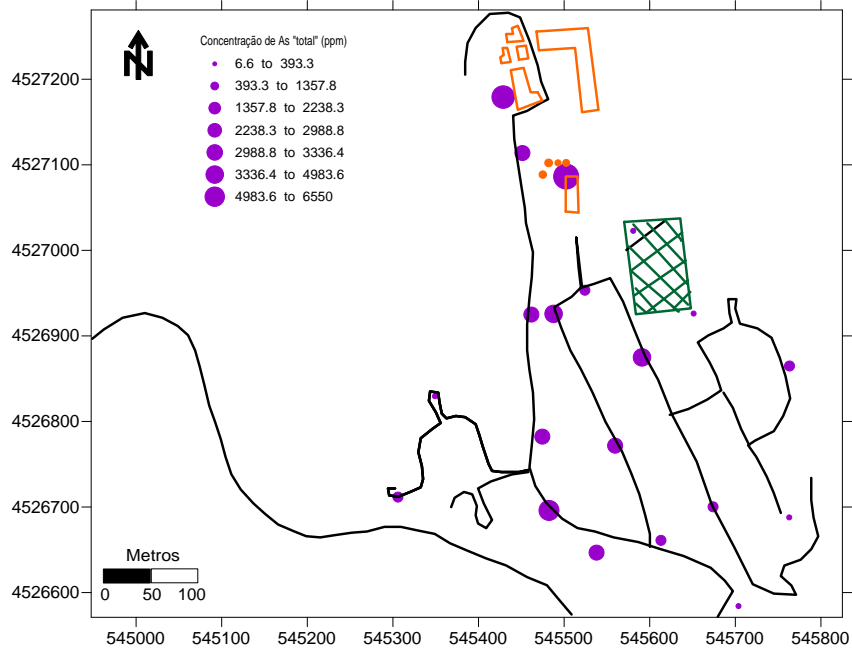 N
Concentração de As "total" (ppm)
6.6 to 393.3
393.3 to 1357.8
1357.8 to 2238.3
2238.3 to 2988.8
2988.8 to 3336.4
3336.4 to 4983.6
4983.6 to 6550
4527200
4527100
4527000
4526900
4526800
4526700
4526600
Metros
0 50 100
545000 545100 545200 545300 545400 545500 545600 545700 545800